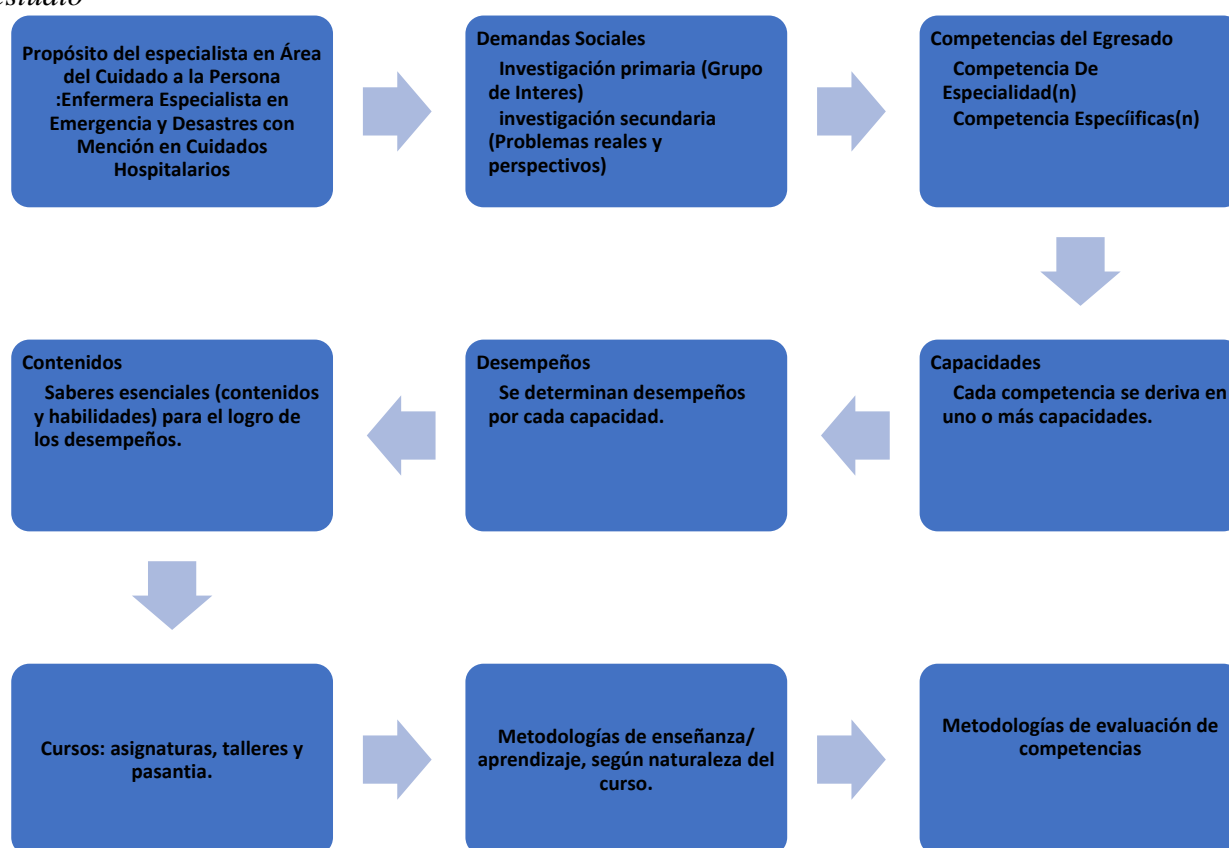 estudio
Propósito del especialista en Área
del Cuidado a la Persona
:Enfermera Especialista en
Emergencia y Desastres con
Mención en Cuidados
Hospitalarios
Demandas Sociales
Investigación primaria (Grupo
de Interes)
investigación secundaria
(Problemas reales y
perspectivos)
Competencias del Egresado
Competencia De
Especialidad(n)
Competencia Especíificas(n)
Capacidades
Cada competencia se deriva en
uno o más capacidades.
Desempeños
Se determinan desempeños
por cada capacidad.
Contenidos
Saberes esenciales (contenidos
y habilidades) para el logro de
los desempeños.
Cursos: asignaturas, talleres y
pasantia.
Metodologías de enseñanza/
aprendizaje, según naturaleza del
curso.
Metodologías de evaluación de
competencias